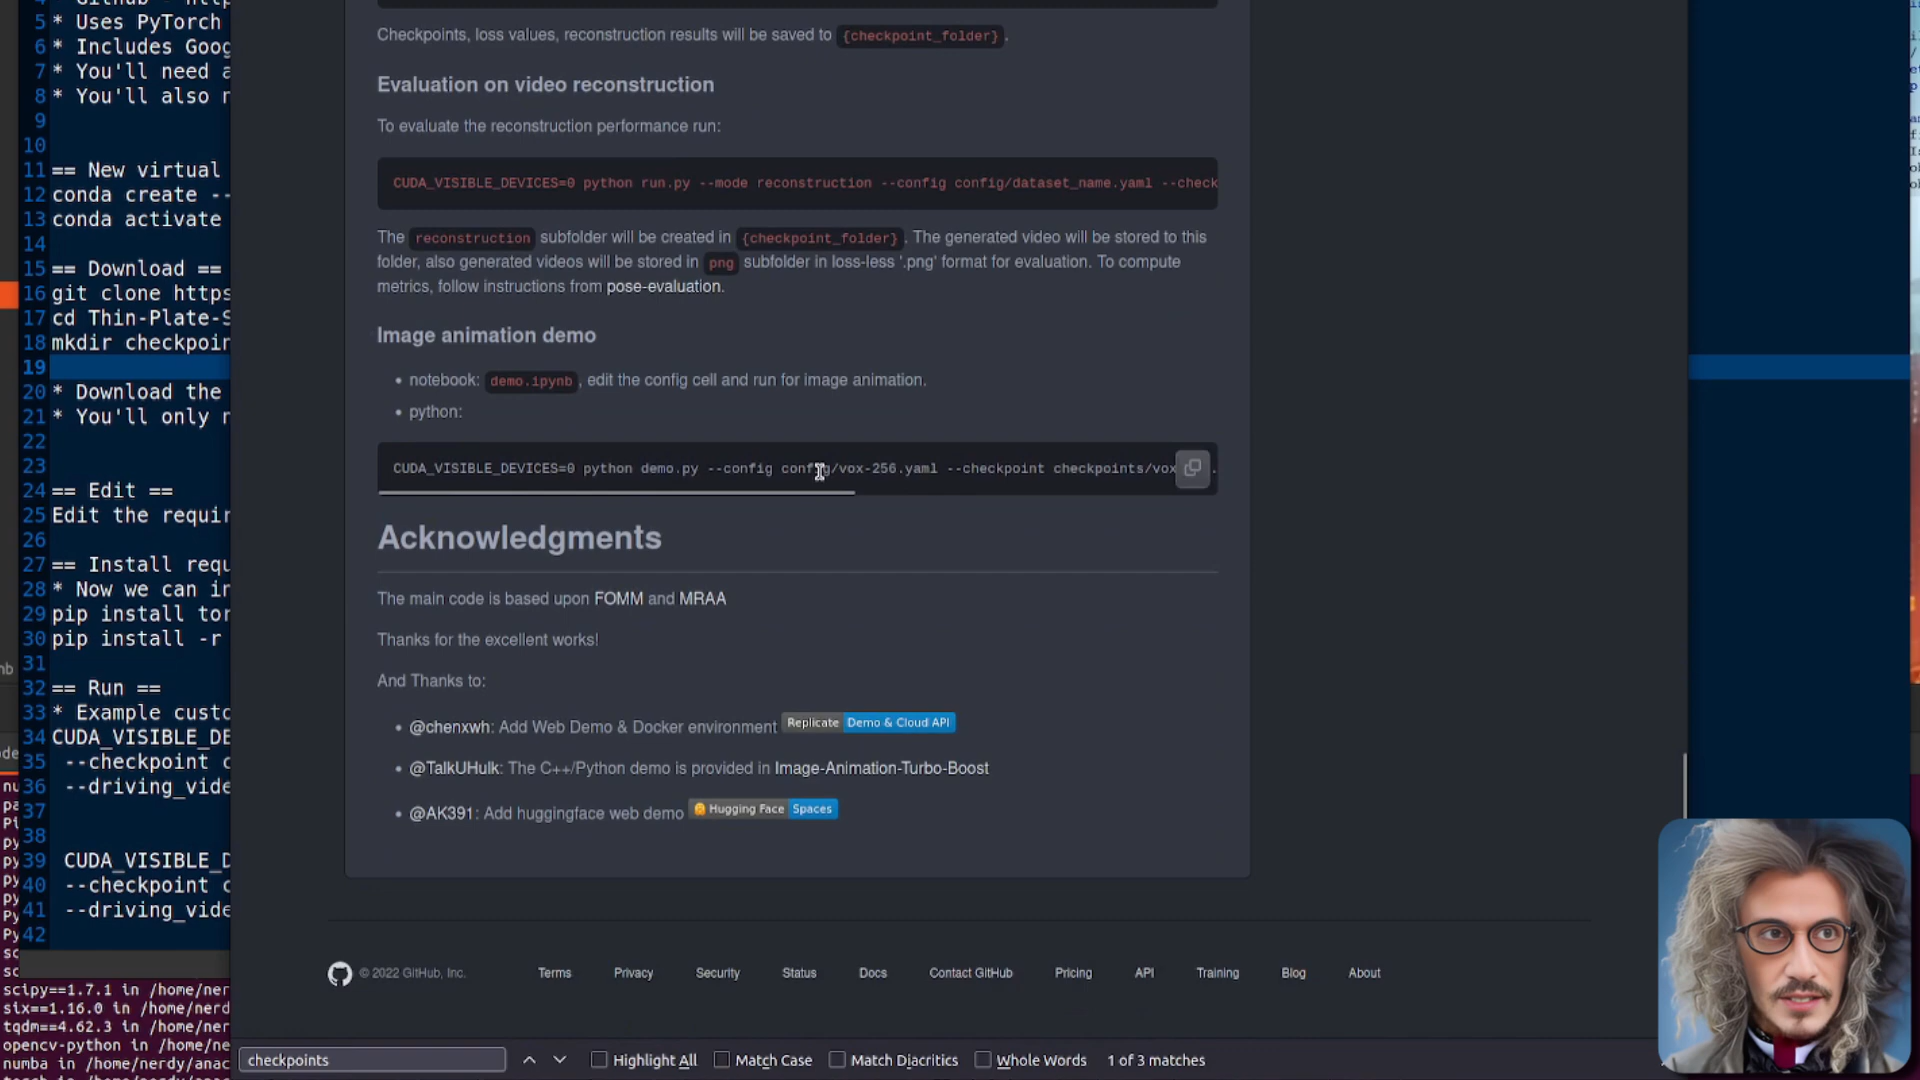 5 * Uses PyTorch
6 * Includes Goog
7 * You'll need a
8 * You'll also n
9
10
11 == New virtual
12 conda create --
13 conda activate
14
15 == Download ==
16 git clone https
17 cd Thin-Plate-S
18 mkdir checkpoin
19
20 * Download the
21 * You'll only n
22
23
24 == Edit ==
25 Edit the requir
26
27 == Install requ
28 * Now we can in
29 pip install tor
30 pip install -r
31
32 == Run ==
33 * Example custo
34 CUDA_VISIBLE_DE
35 --checkpoint c
36 --driving_vide
37
38
39 CUDA_VISIBLE_D
40 --checkpoint c
41 --driving_vide
42
scipy==1.7.1 in /home/ner
six==1.16.0 in /home/nerd
tqdm==4.62.3 in /home/ner
opencv-python in /home/ne
numba in /home/nerdy/anac
Checkpoints, loss values, reconstruction results will be saved to {checkpoint_folder}.
Evaluation on video reconstruction
To evaluate the reconstruction performance run:
CUDA_VISIBLE_DEVICES=0 python run.py --mode reconstruction --config config/dataset_name.yaml --check
The reconstruction subfolder will be created in {checkpoint_folder}. The generated video will be stored to this
folder, also generated videos will be stored in png subfolder in loss-less '.png' format for evaluation. To compute
metrics, follow instructions from pose-evaluation.
Image animation demo
• notebook: demo.ipynb, edit the config cell and run for image animation.
• python:
CUDA_VISIBLE_DEVICES=0 python demo.py --config config/vox-256.yaml --checkpoint checkpoints/vox
Acknowledgments
The main code is based upon FOMM and MRAA
Thanks for the excellent works!
And Thanks to:
• @chenxwh: Add Web Demo & Docker environment Replicate Demo & Cloud API
• @TalkUHulk: The C++/Python demo is provided in Image-Animation-Turbo-Boost
• @AK391: Add huggingface web demo Hugging Face Spaces
© 2022 GitHub, Inc. Terms Privacy Security Status Docs Contact GitHub Pricing API Training Blog About
checkpoints Highlight All Match Case Match Diacritics Whole Words 1 of 3 matches